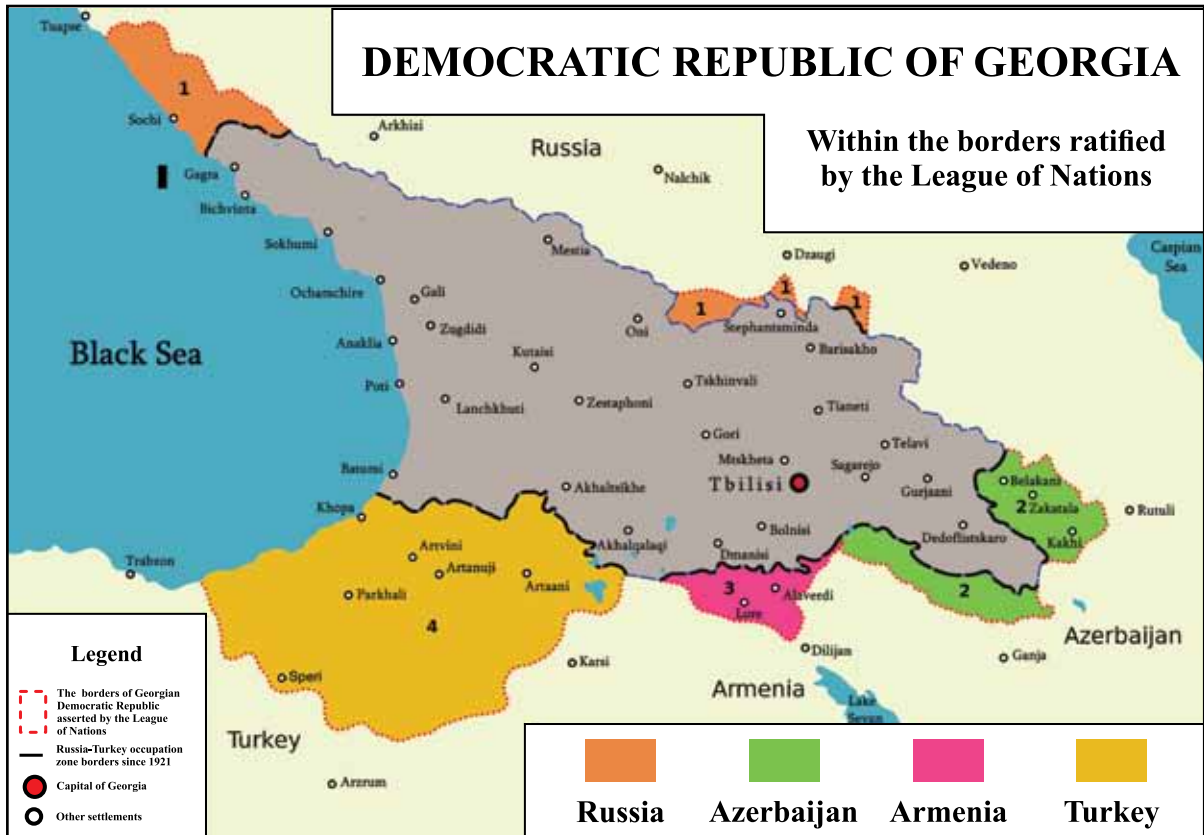 DEMOCRATIC REPUBLIC OF GEORGIA
Within the borders ratified
by the League of Nations
Tuapse
1
Sochi
Arkhizi
Russia
Nalchik
Gagra
Bichvinta
Sokhumi
Mestia
Dzaugi
Vedeno
Caspian
Sea
Ochamchire
Gali
1
1
1
Stephantsminda
Oni
Zugdidi
Anaklia
Barisakho
Black Sea
Kutaisi
Tskhinvali
Poti
Lanchkhuti
Zestaphoni
Tianeti
Gori
Telavi
Mtskheta
Sagarejo
Batumi
Tbilisi
Akhaltsikhe
Gurjaani
Belakani
2
Zakatala
Rutuli
Khopa
Akhalqalaqi
Bolnisi
Dedoflistskaro
Kakhi
Dmanisi
Trabzon
Artvini
Artanuji
Artaani
3
Alaverdi
2
Parkhali
Lore
4
Azerbaijan
Dilijan
Ganja
Karsi
Speri
Armenia
Lake
Sevan
Turkey
Arzrum
Legend
The borders of Georgian
Democratic Republic
asserted by the League
of Nations
Russia-Turkey occupation
zone borders since 1921
Capital of Georgia
Other settlements
Russia
Azerbaijan
Armenia
Turkey